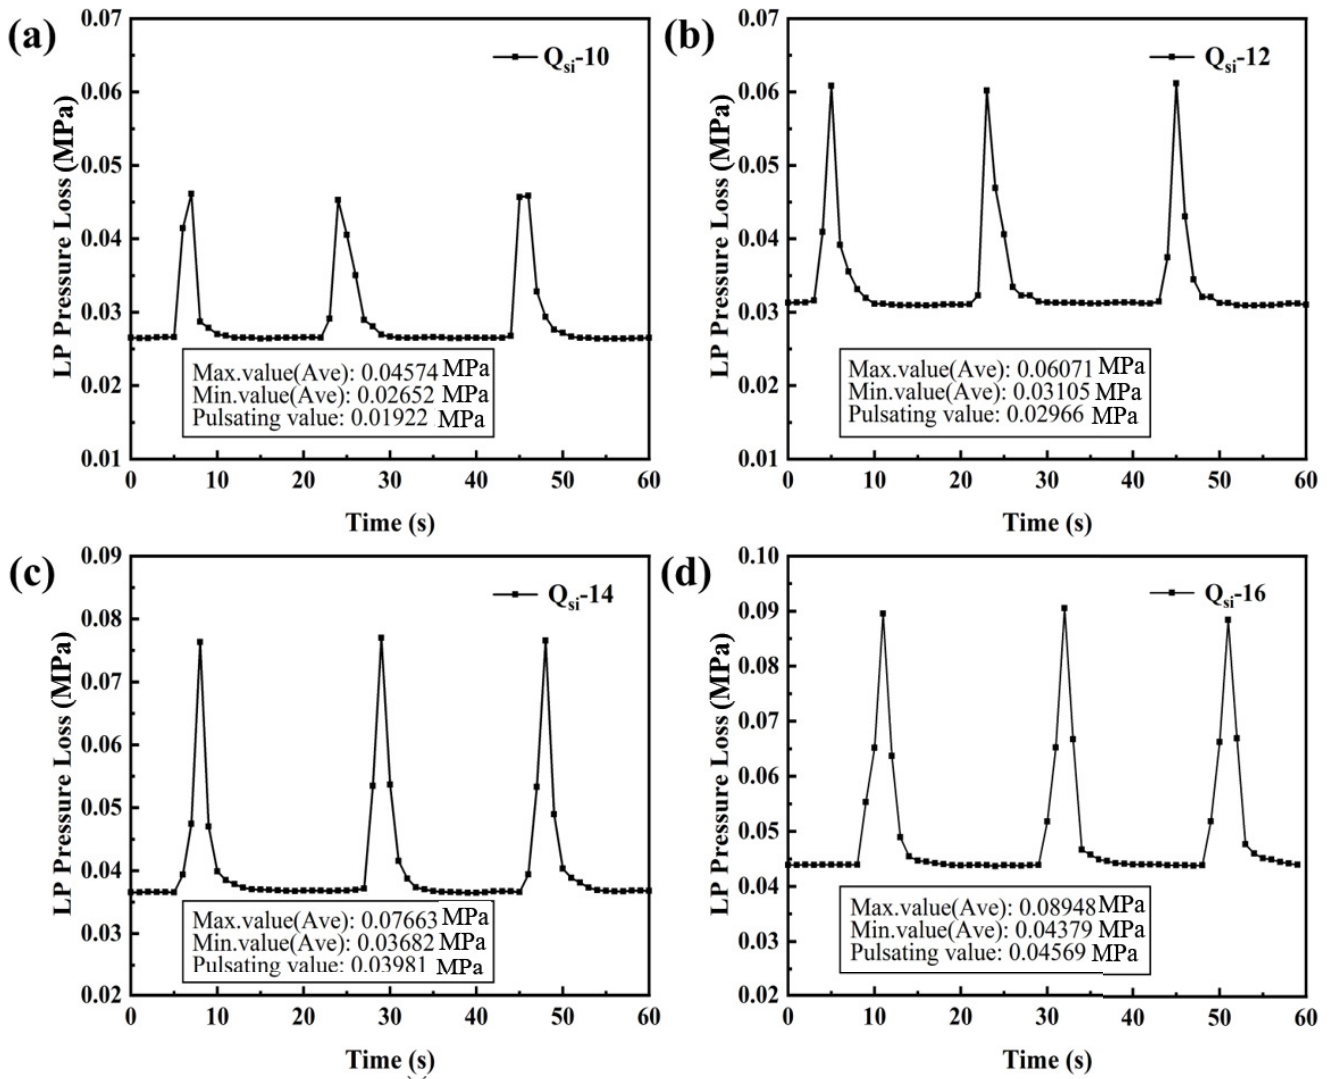 (a)
0.07
0.06
0.05
0.04
0.03
0.02
0.01
LP Pressure Loss (MPa)
Qsi-10
Max.value(Ave): 0.04574 MPa
Min.value(Ave): 0.02652 MPa
Pulsating value: 0.01922 MPa
0 10 20 30 40 50 60
Time (s)
(b)
0.07
0.06
0.05
0.04
0.03
0.02
0.01
LP Pressure Loss (MPa)
Qsi-12
Max.value(Ave): 0.06071 MPa
Min.value(Ave): 0.03105 MPa
Pulsating value: 0.02966 MPa
0 10 20 30 40 50 60
Time (s)
(c)
0.09
0.08
0.07
0.06
0.05
0.04
0.03
0.02
LP Pressure Loss (MPa)
Qsi-14
Max.value(Ave): 0.07663 MPa
Min.value(Ave): 0.03682 MPa
Pulsating value: 0.03981 MPa
0 10 20 30 40 50 60
Time (s)
(d)
0.10
0.09
0.08
0.07
0.06
0.05
0.04
0.03
0.02
LP Pressure Loss (MPa)
Qsi-16
Max.value(Ave): 0.08948 MPa
Min.value(Ave): 0.04379 MPa
Pulsating value: 0.04569 MPa
0 10 20 30 40 50 60
Time (s)